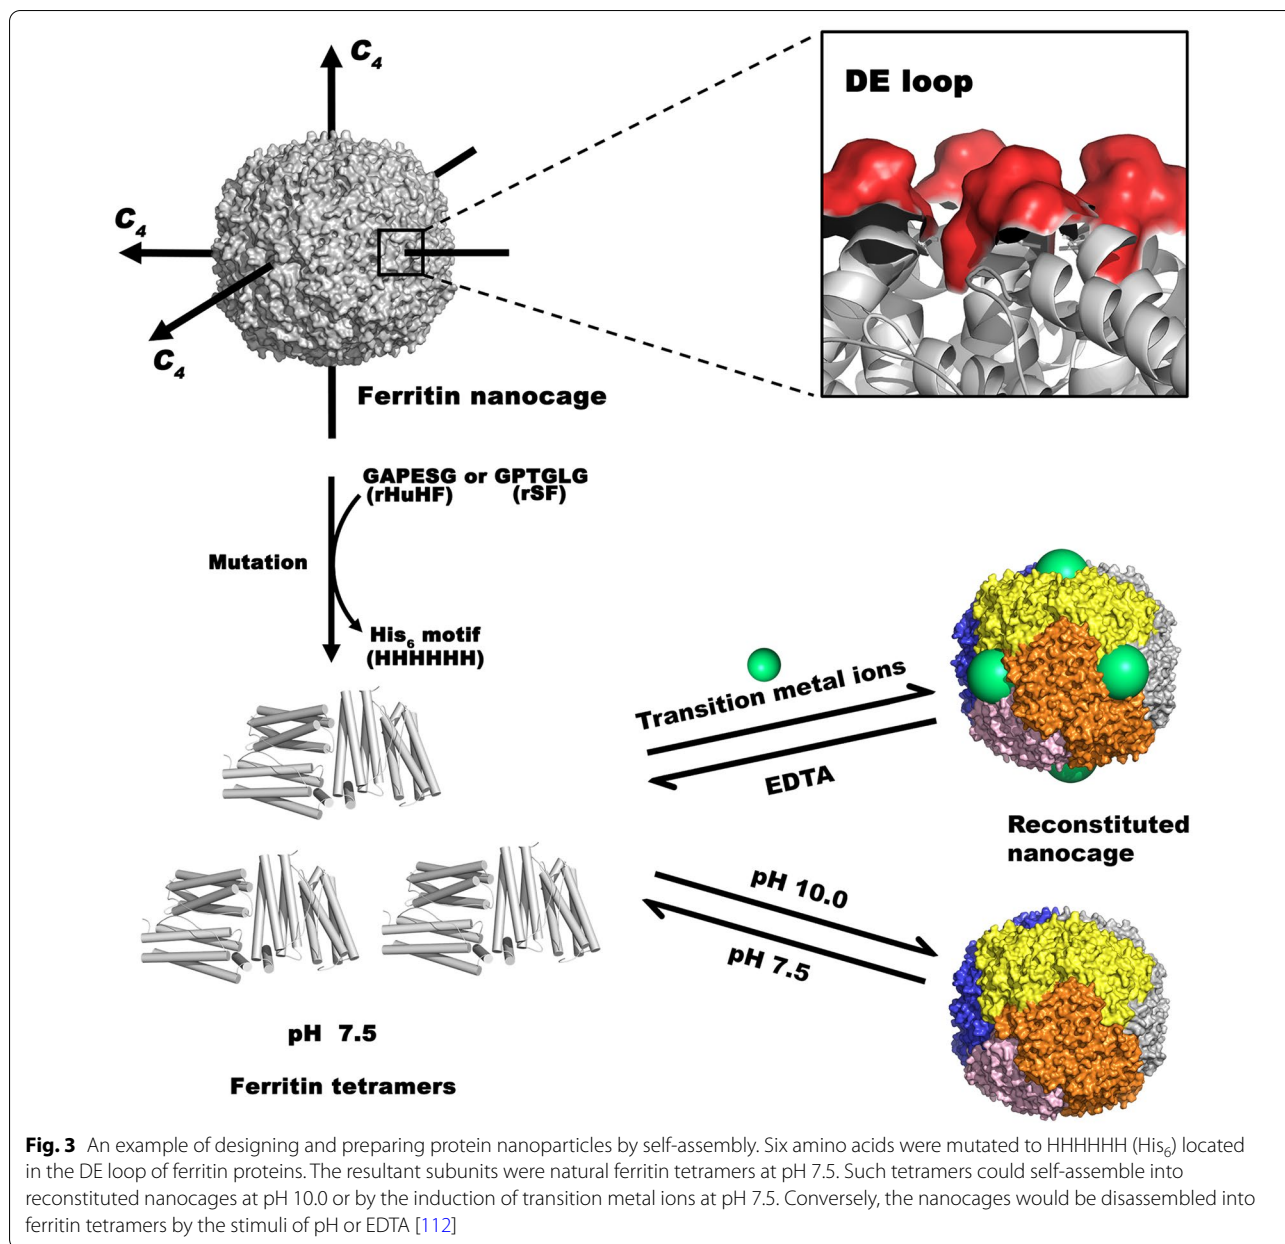 C4
DE loop
C4
C4
Ferritin nanocage
GAPESG or GPTGLG
(rHuHF) (rSF)
Mutation
His6 motif
(HHHHHH)
Transition metal ions
EDTA
Reconstituted
nanocage
pH 10.0
pH 7.5
pH 7.5
Ferritin tetramers
Fig. 3 An example of designing and preparing protein nanoparticles by self-assembly. Six amino acids were mutated to HHHHHH (His6) located
in the DE loop of ferritin proteins. The resultant subunits were natural ferritin tetramers at pH 7.5. Such tetramers could self-assemble into
reconstituted nanocages at pH 10.0 or by the induction of transition metal ions at pH 7.5. Conversely, the nanocages would be disassembled into
ferritin tetramers by the stimuli of pH or EDTA [112]